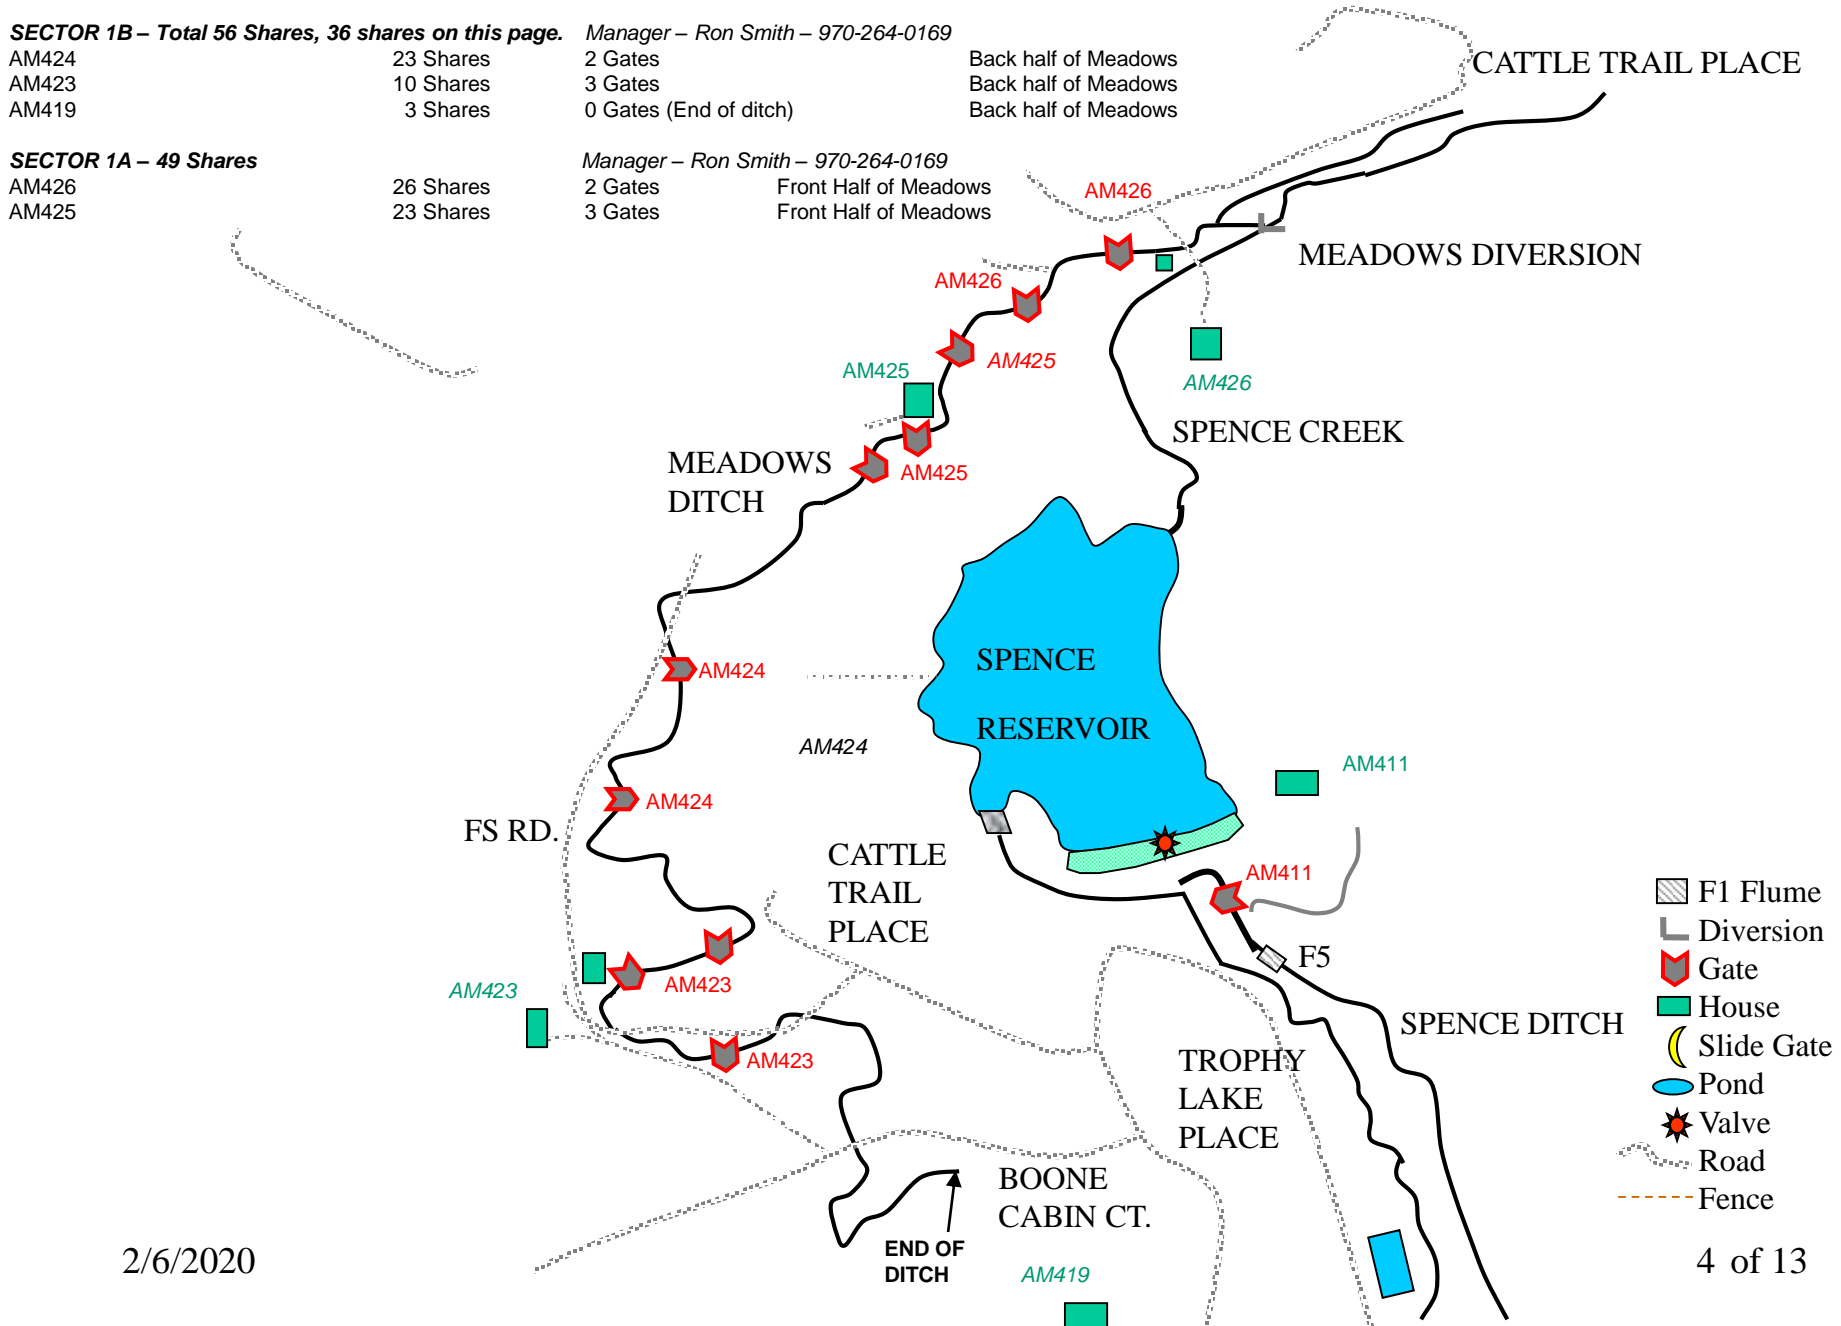 SECTOR 1B – Total 56 Shares, 36 shares on this page. Manager – Ron Smith – 970-264-0169
AM424 23 Shares 2 Gates Back half of Meadows
AM423 10 Shares 3 Gates Back half of Meadows
AM419 3 Shares 0 Gates (End of ditch) Back half of Meadows
SECTOR 1A – 49 Shares Manager – Ron Smith – 970-264-0169
AM426 26 Shares 2 Gates Front Half of Meadows
AM425 23 Shares 3 Gates Front Half of Meadows
CATTLE TRAIL PLACE
AM426
MEADOWS DIVERSION
AM426
AM425
AM425
AM426
SPENCE CREEK
MEADOWS
DITCH
AM425
SPENCE
RESERVOIR
AM424
AM424
AM411
AM424
FS RD.
CATTLE
TRAIL
PLACE
AM411
F5
AM423
AM423
AM423
SPENCE DITCH
TROPHY
LAKE
PLACE
BOONE
CABIN CT.
END OF
DITCH
AM419
F1 Flume
Diversion
Gate
House
Slide Gate
Pond
Valve
Road
Fence
2/6/2020
4 of 13